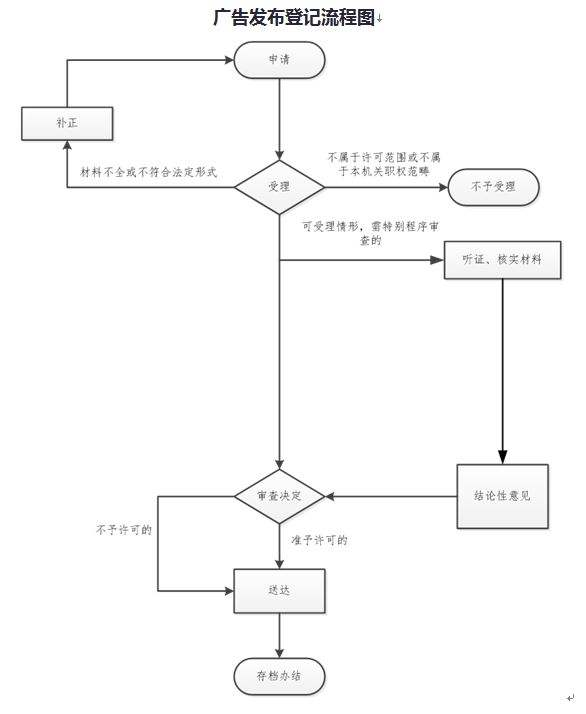 广告发布登记流程图
申请
补正
材料不全或不符合法定形式
受理
不属于许可范围或不属
于本机关职权范畴
不予受理
可受理情形，需特别程序审
查的
听证、核实材料
审查决定
结论性意见
不予许可的
准予许可的
送达
存档办结